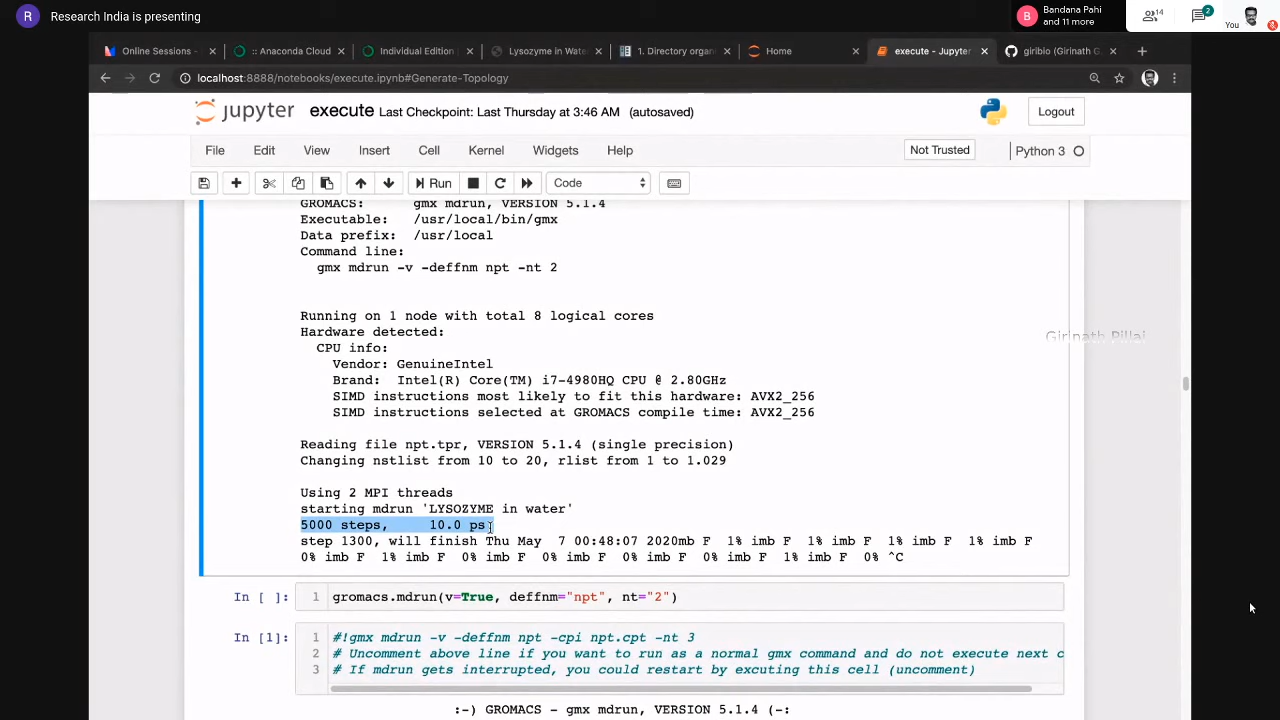 R Research India is presenting
B Bandana Pahi and 11 more
14
2
You
Online Sessions -
:: Anaconda Cloud
Individual Edition |
Lysozyme in Wate
1. Directory organ
Home
execute - Jupyter
giribio (Girinath G
localhost:8888/notebooks/execute.ipynb#Generate-Topology
jupyter execute Last Checkpoint: Last Thursday at 3:46 AM (autosaved)
Logout
File Edit View Insert Cell Kernel Widgets Help
Not Trusted
Python 3
Run
Code
GROMACS: gmx mdrun, VERSION 5.1.4
Executable: /usr/local/bin/gmx
Data prefix: /usr/local
Command line:
gmx mdrun -v -deffnm npt -nt 2
Running on 1 node with total 8 logical cores
Hardware detected:
Girinath Pillai
CPU info:
Vendor: GenuineIntel
Brand: Intel(R) Core(TM) i7-4980HQ CPU @ 2.80GHz
SIMD instructions most likely to fit this hardware: AVX2_256
SIMD instructions selected at GROMACS compile time: AVX2_256
Reading file npt.tpr, VERSION 5.1.4 (single precision)
Changing nstlist from 10 to 20, rlist from 1 to 1.029
Using 2 MPI threads
starting mdrun 'LYSOZYME in water'
5000 steps, 10.0 ps.
step 1300, will finish Thu May 7 00:48:07 2020mb F 1% imb F 1% imb F 1% imb F
0% imb F 1% imb F 0% imb F 0% imb F 0% imb F 0% imb F 1% imb F 0% ^C
In [ ]: 1 gromacs.mdrun(v=True, deffnm="npt", nt="2")
In [1]: 1 #!gmx mdrun -v -deffnm npt -cpi npt.cpt -nt 3
2 # Uncomment above line if you want to run as a normal gmx command and do not execute next c
3 # If mdrun gets interrupted, you could restart by excuting this cell (uncomment)
:-) GROMACS - gmx mdrun, VERSION 5.1.4 (-: